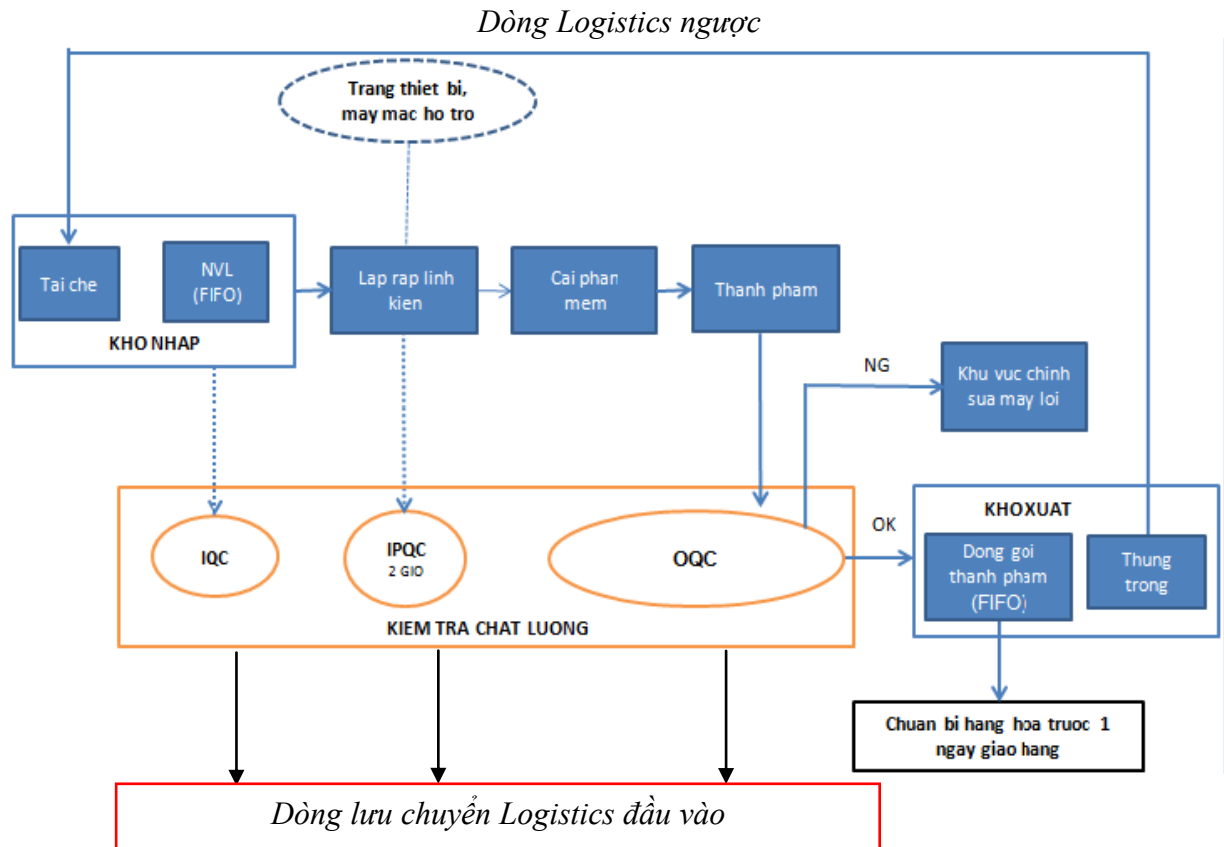 Dòng Logistics ngược
Trang thiet bi,
may mac ho tro
Tai che
NVL
(FIFO)
KHO NHAP
Lap rap linh
kien
Cai phan
mem
Thanh pham
NG
Khu vuc chinh
sua may loi
IQC
IPQC
2 GIO
OQC
KIEM TRA CHAT LUONG
OK
KHO XUAT
Dong goi
thanh pham
(FIFO)
Thung
trong
Chuan bi hang hoa truoc 1
ngay giao hang
Dòng lưu chuyển Logistics đầu vào